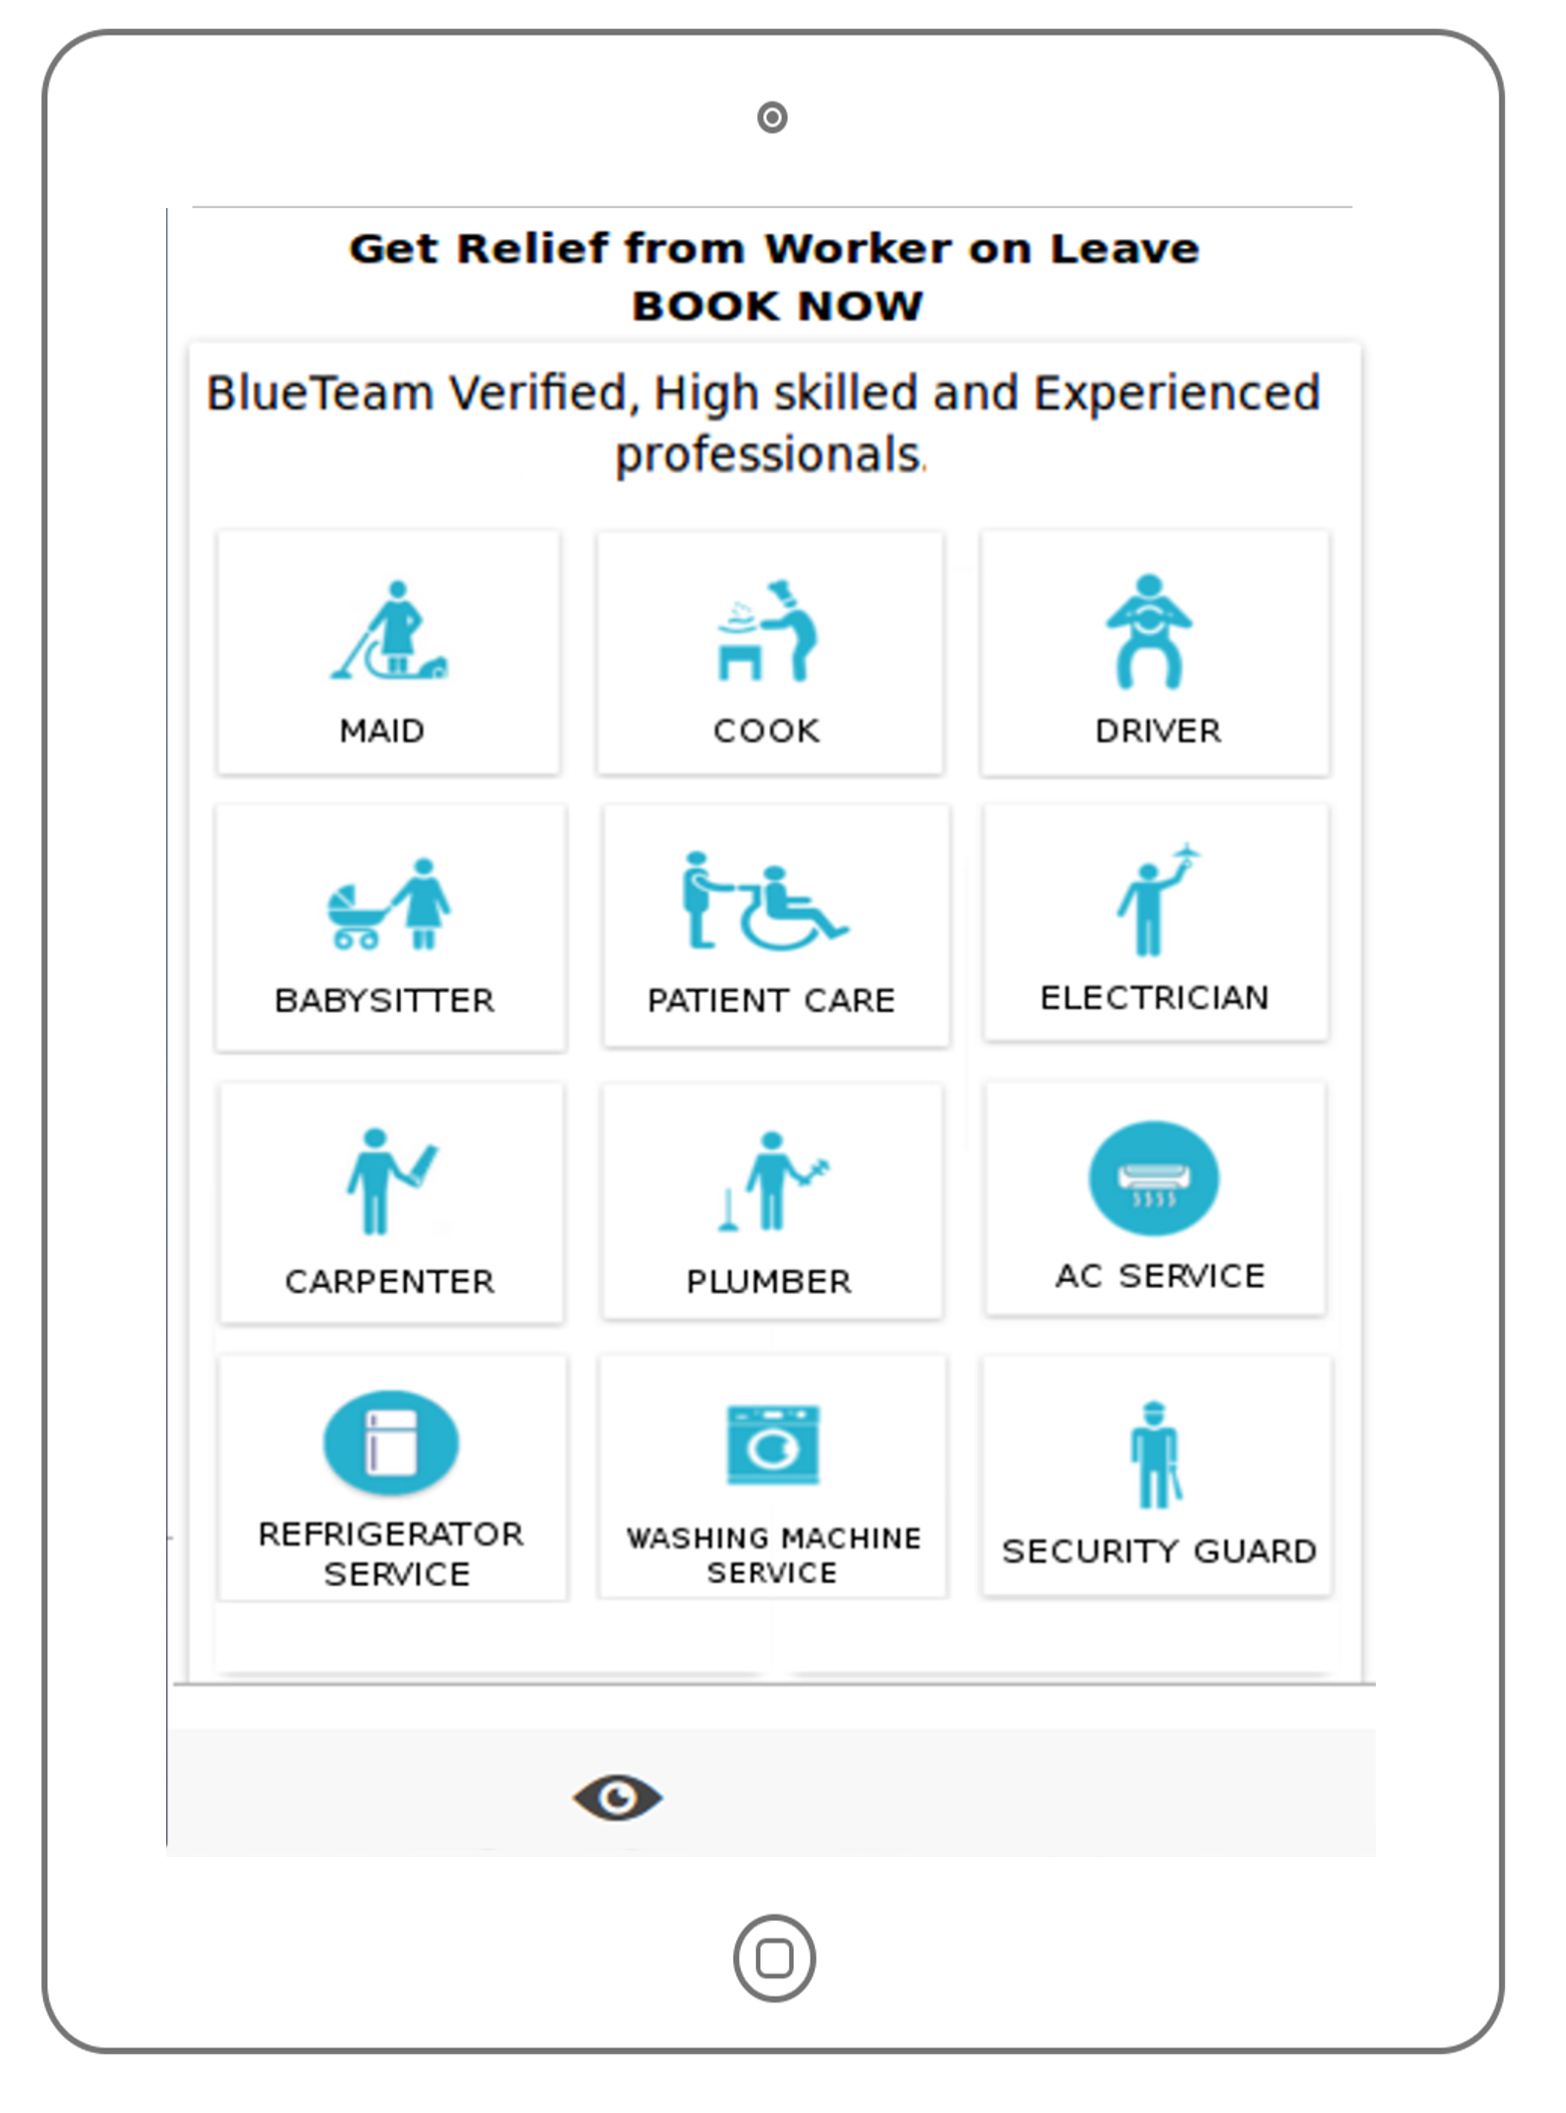 Get Relief from Worker on Leave
BOOK NOW
BlueTeam Verified, High skilled and Experienced
professionals.
MAID
COOK
DRIVER
BABYSITTER
PATIENT CARE
ELECTRICIAN
CARPENTER
PLUMBER
AC SERVICE
REFRIGERATOR
SERVICE
WASHING MACHINE
SERVICE
SECURITY GUARD